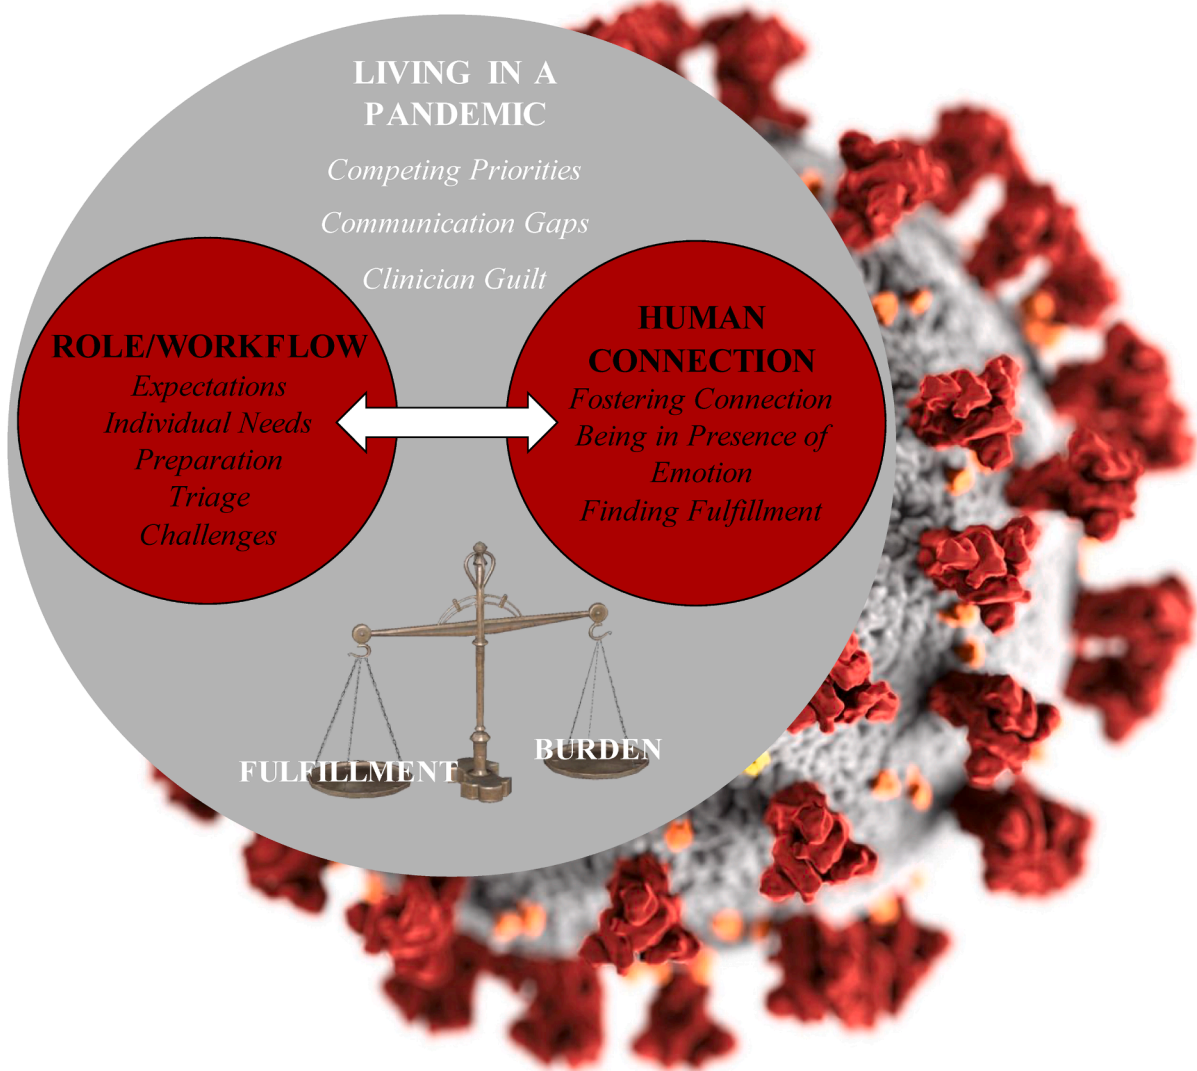 LIVING IN A
PANDEMIC
Competing Priorities
Communication Gaps
Clinician Guilt
ROLE/WORKFLOW
Expectations
Individual Needs
Preparation
Triage
Challenges
HUMAN
CONNECTION
Fostering Connection
Being in Presence of
Emotion
Finding Fulfillment
FULFILLMENT
BURDEN